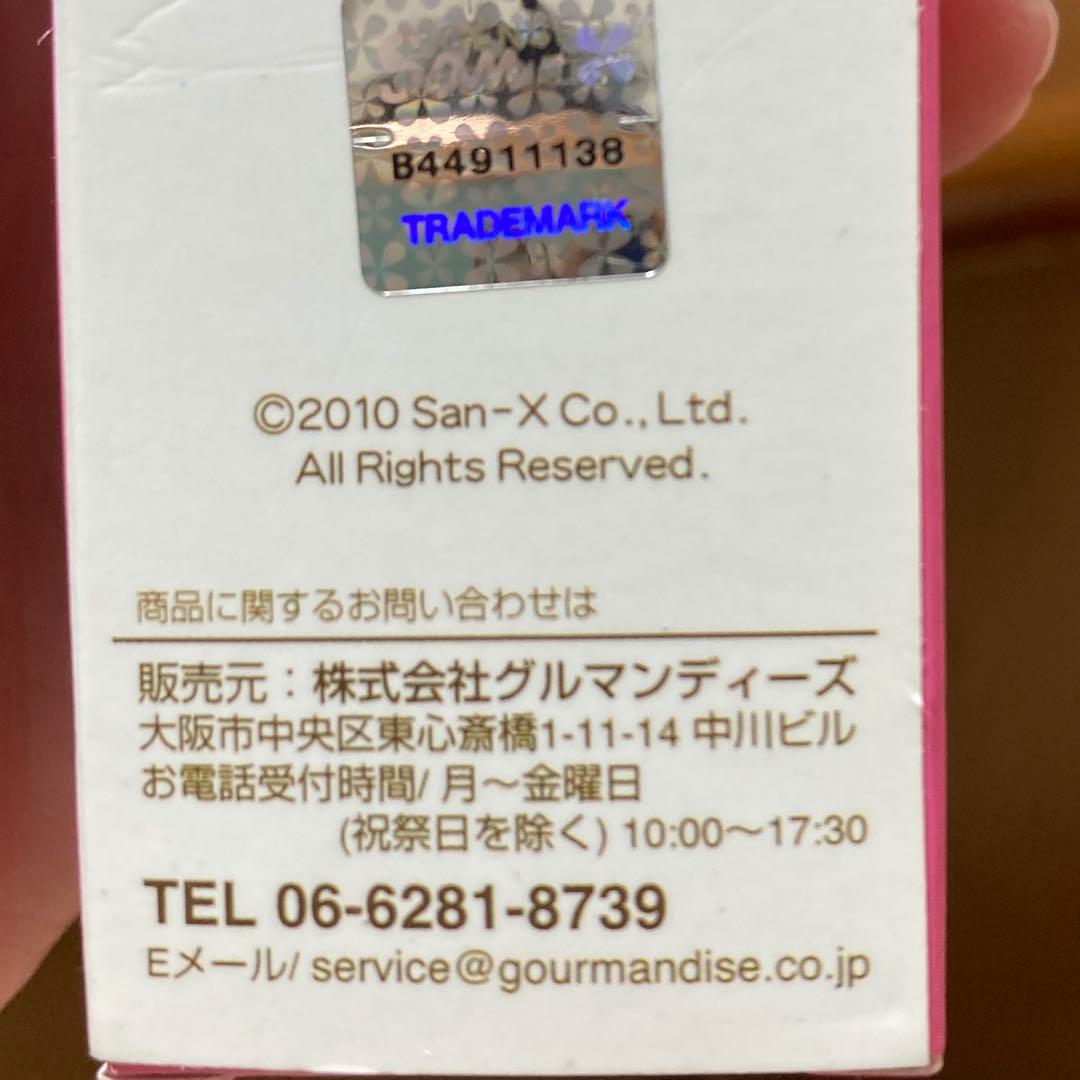 B44911138
TRADEMARK
©2010 San-X Co., Ltd.
All Rights Reserved.
商品に関するお問い合わせは
販売元：株式会社グルマンディーズ
大阪市中央区東心斎橋1-11-14 中川ビル
お電話受付時間/ 月～金曜日
(祝祭日を除く) 10:00～17:30
TEL 06-6281-8739
Eメール/ service@gourmandise.co.jp